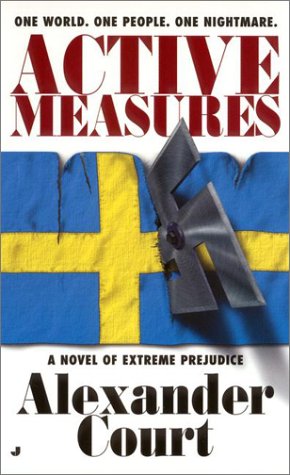 ONE WORLD. ONE PEOPLE. ONE NIGHTMARE.
ACTIVE
MEASURES
A NOVEL OF EXTREME PREJUDICE
Alexander
Court
J